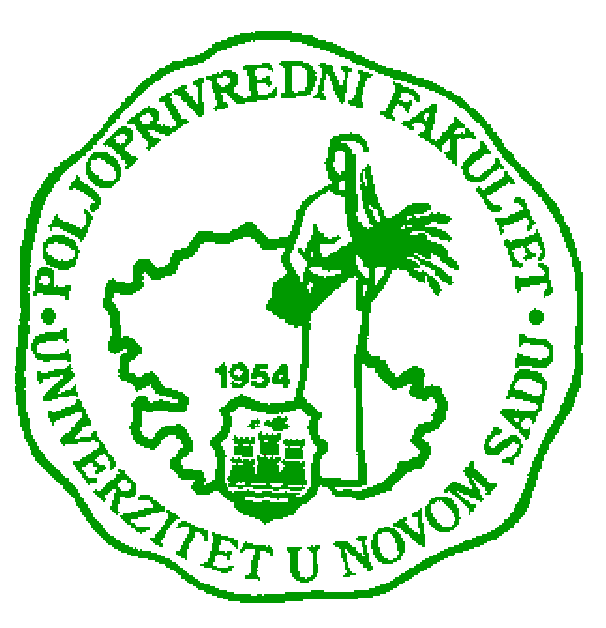 POLJOPRIVREDNI FAKULTET
1954
• UNIVERZITET U NOVOM SADU •